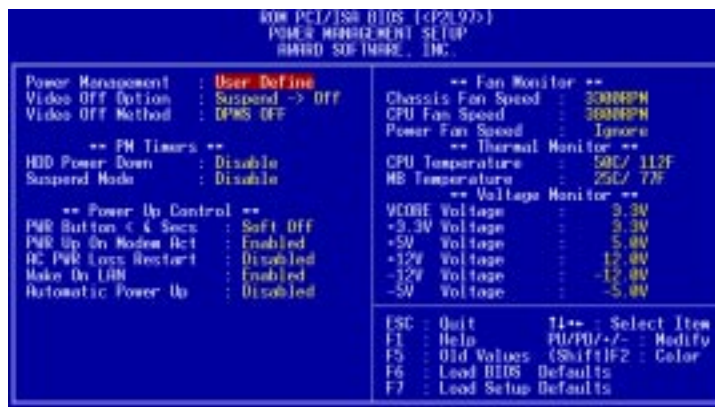 ROM PCI/ISA BIOS (<P2L97>)
POWER MANAGEMENT SETUP
AWARD SOFTWARE, INC.
Power Management : User Define
Video Off Option : Suspend -> Off
Video Off Method : DPMS OFF
** PM Timers **
HDD Power Down : Disable
Suspend Mode : Disable
** Power Up Control **
PWR Button < 4 Secs : Soft Off
PWR Up On Modem Act : Enabled
AC PWR Loss Restart : Disabled
Wake On LAN : Enabled
Automatic Power Up : Disabled
** Fan Monitor **
Chassis Fan Speed : 3300RPM
CPU Fan Speed : 3800RPM
Power Fan Speed : Ignore
** Thermal Monitor **
CPU Temperature : 112F
MB Temperature : 25C/ 77F
** Voltage Monitor **
VCORE Voltage : 3.3V
+3.3V Voltage : 3.3V
+5V Voltage : 5.0V
+12V Voltage : 12.0V
-12V Voltage : -12.0V
-5V Voltage : -5.0V
ESC : Quit ↑↓→← : Select Item
F1 : Help PU/PD/+/- : Modify
F5 : Old Values (Shift)F2 : Color
F6 : Load BIOS Defaults
F7 : Load Setup Defaults